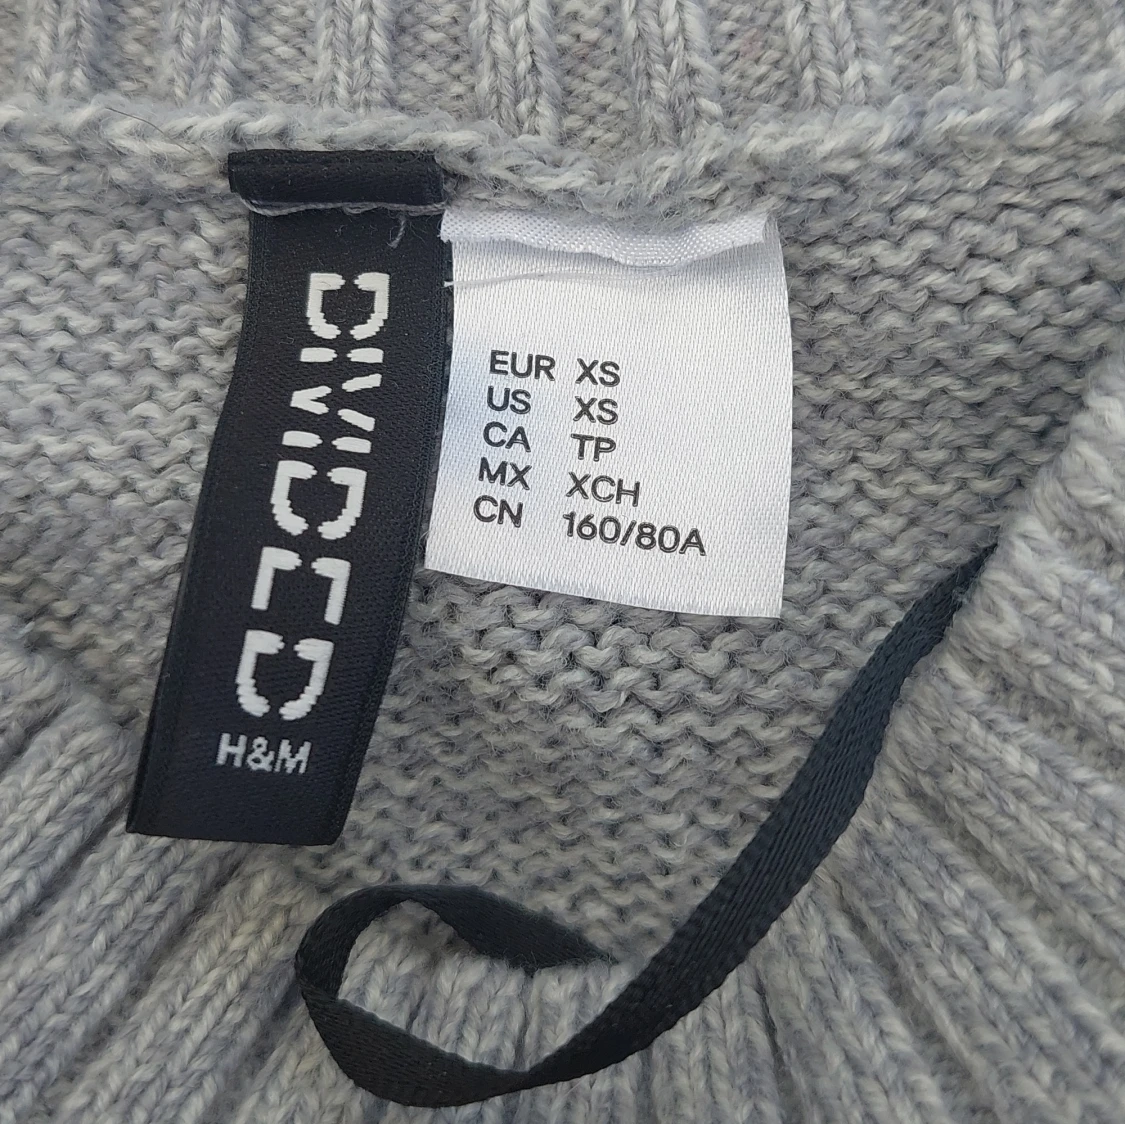 DIVIDED
H&M
EUR XS
US XS
CA TP
MX XCH
CN 160/80A